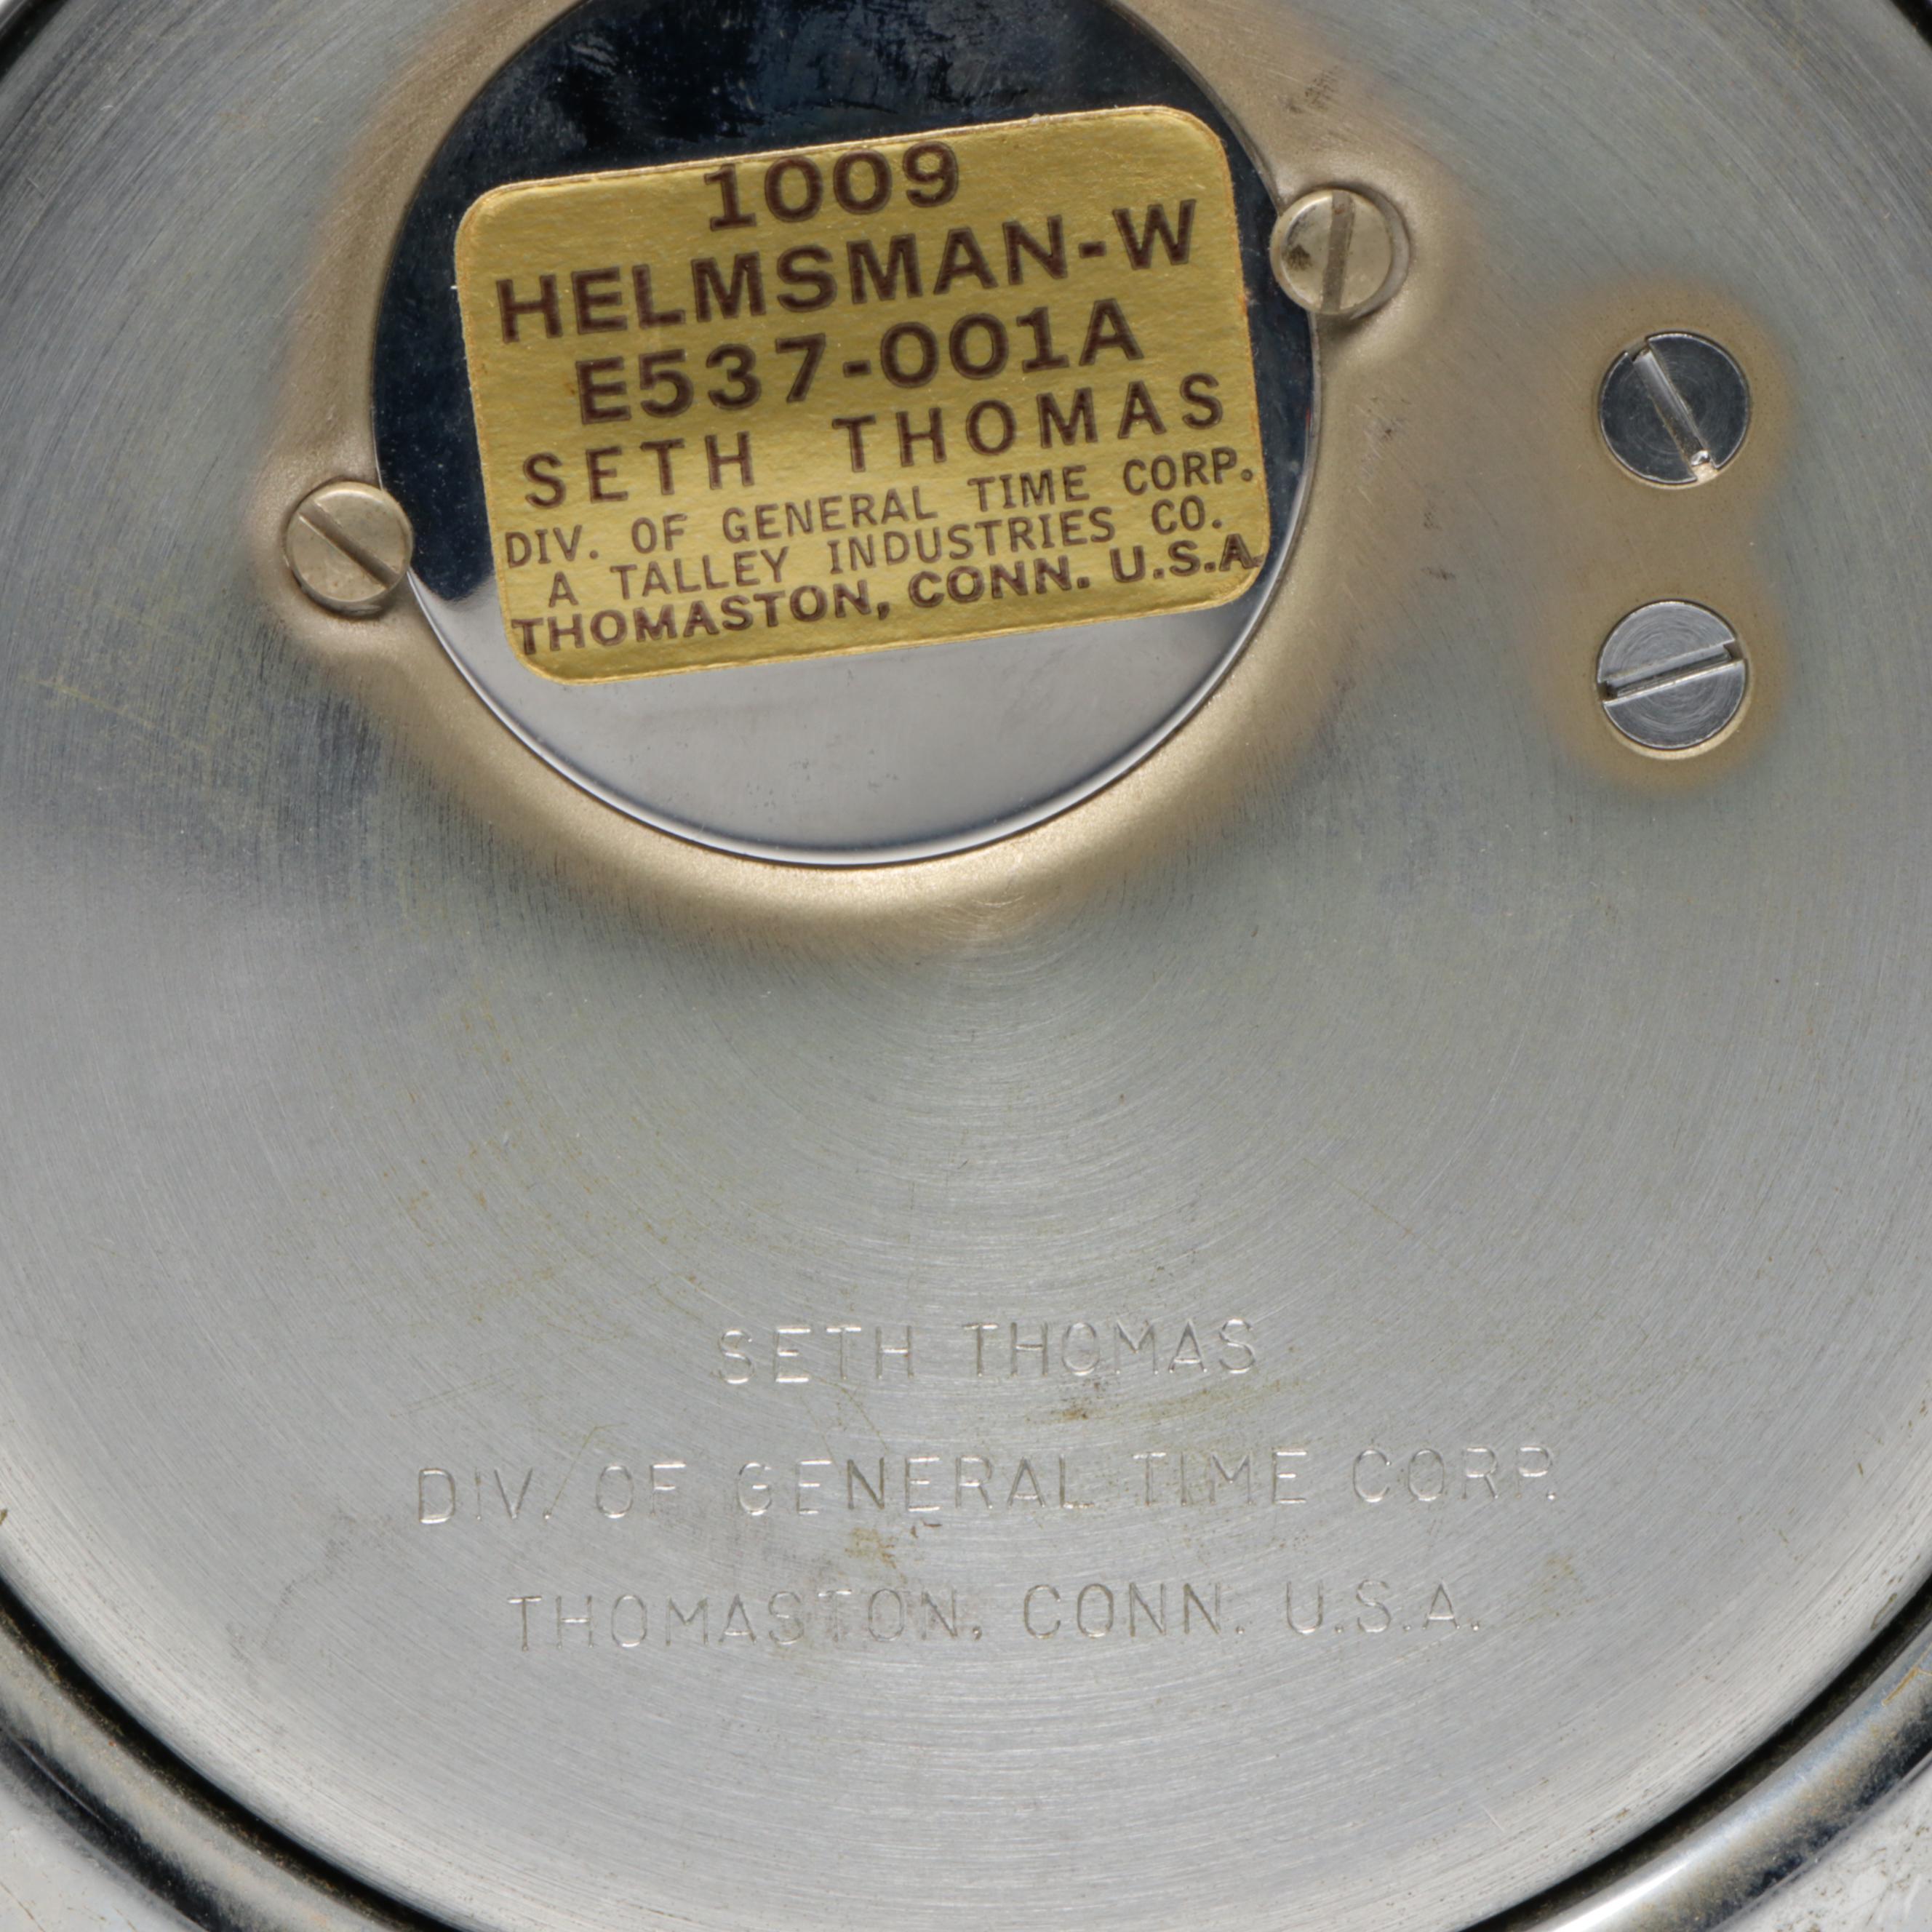 1009
HELMSMAN-W
E537-001A
SETH THOMAS
DIV. OF GENERAL TIME CORP.
A TALLEY INDUSTRIES CO.
THOMASTON, CONN. U.S.A.
SETH THOMAS
DIV. OF GENERAL TIME CORP.
THOMASTON, CONN. U.S.A.